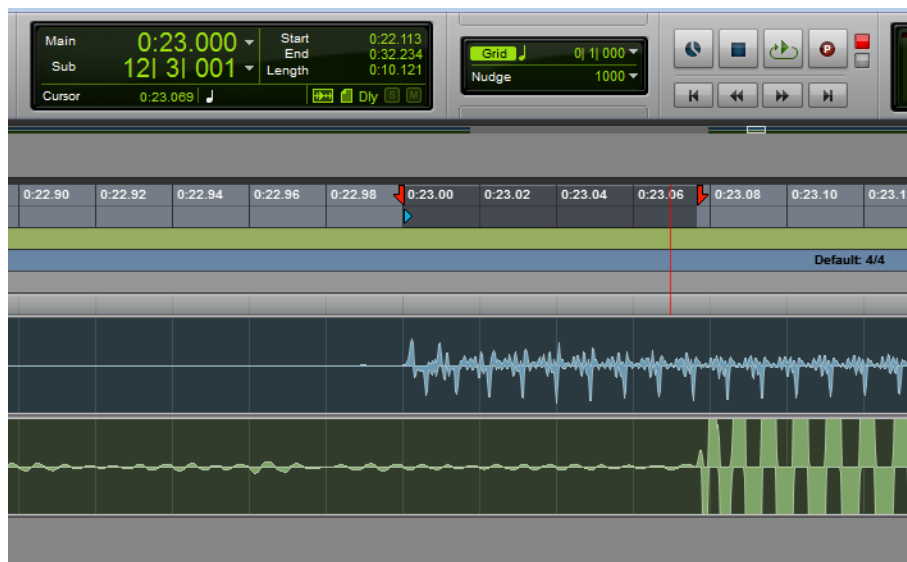 Main 0:23.000 Start 0:22.113
End 0:32.234
Sub 12| 3| 001 Length 0:10.121
Cursor 0:23.069 Dly S M
Grid 0| 1| 000
Nudge 1000
P
0:22.90 0:22.92 0:22.94 0:22.96 0:22.98 0:23.00 0:23.02 0:23.04 0:23.06 0:23.08 0:23.10 0:23.1
Default: 4/4